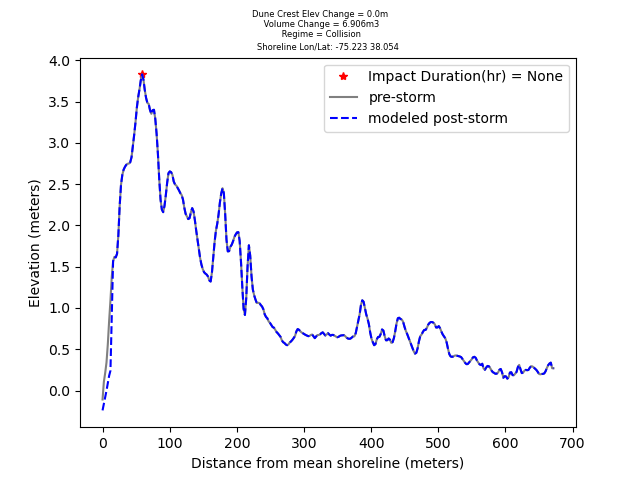 Dune Crest Elev Change = 0.0m
Volume Change = 6.906m3
Regime = Collision
Shoreline Lon/Lat: -75.223 38.054
4.0
3.5
3.0
2.5
2.0
1.5
1.0
0.5
0.0
Elevation (meters)
Impact Duration(hr) = None
pre-storm
modeled post-storm
0 100 200 300 400 500 600 700
Distance from mean shoreline (meters)